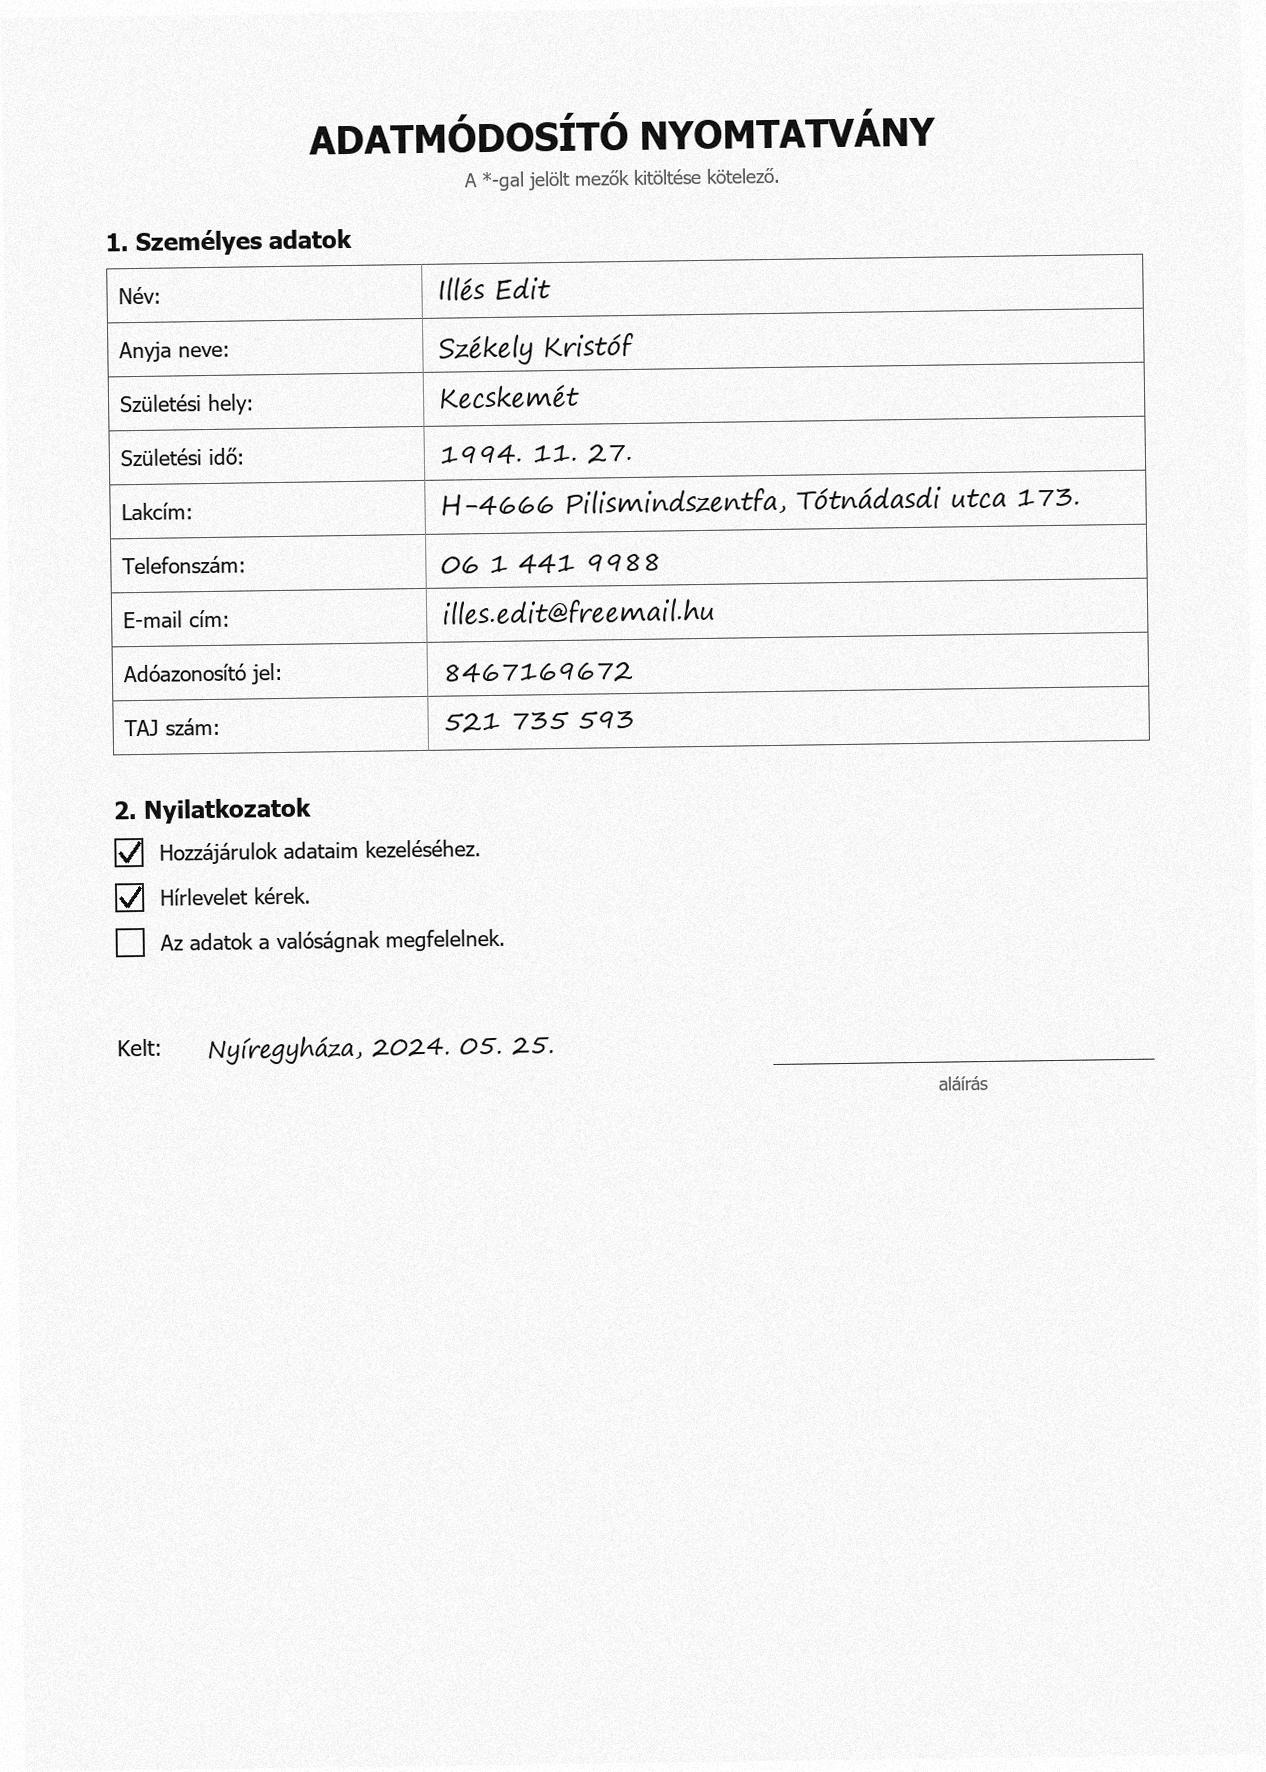 ADATMÓDOSÍTÓ NYOMTATVÁNY
A *-gal jelölt mezők kitöltése kötelező.
1. Személyes adatok
Név: Illés Edit
Anyja neve: Székely Kristóf
Születési hely: Kecskemét
Születési idő: 1994. 11. 27.
Lakcím: H-4666 Pilismindszentfa, Tótnádasdi utca 173.
Telefonszám: 06 1 441 9988
E-mail cím: illes.edit@freemail.hu
Adóazonosító jel: 8467169672
TAJ szám: 521 735 593
2. Nyilatkozatok
Hozzájárulok adataim kezeléséhez.
Hírlevelet kérek.
Az adatok a valóságnak megfelelnek.
Kelt: Nyíregyháza, 2024. 05. 25.
aláírás